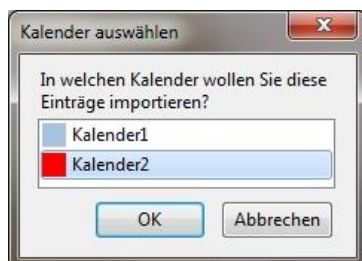 Kalender auswählen
In welchen Kalender wollen Sie diese
Einträge importieren?
Kalender1
Kalender2
OK
Abbrechen